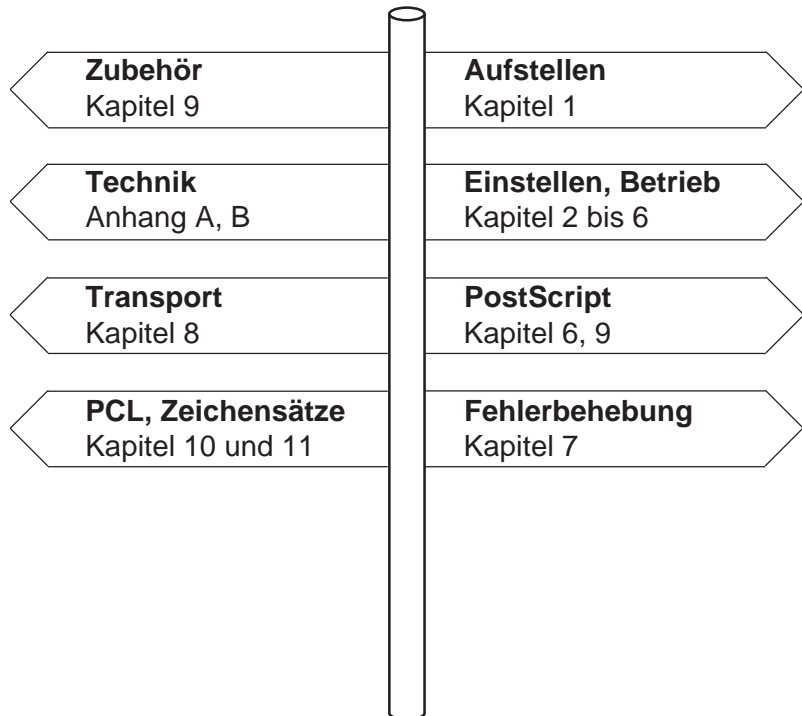 Zubehör
Kapitel 9
Aufstellen
Kapitel 1
Technik
Anhang A, B
Einstellen, Betrieb
Kapitel 2 bis 6
Transport
Kapitel 8
PostScript
Kapitel 6, 9
PCL, Zeichensätze
Kapitel 10 und 11
Fehlerbehebung
Kapitel 7